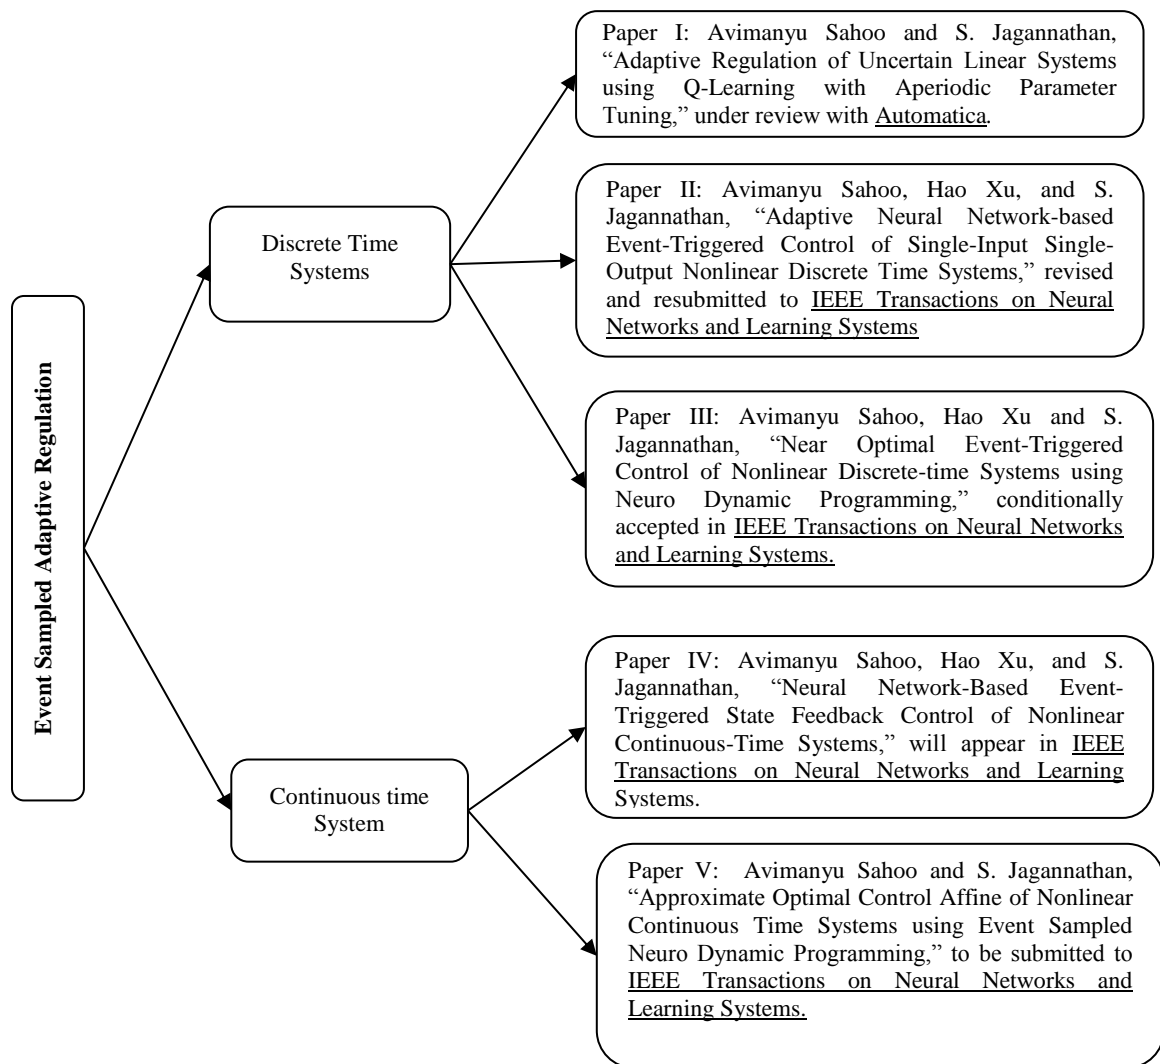 Event Sampled Adaptive Regulation
Discrete Time
Systems
Paper I: Avimanyu Sahoo and S. Jagannathan,
“Adaptive Regulation of Uncertain Linear Systems
using Q-Learning with Aperiodic Parameter
Tuning,” under review with Automatica.
Paper II: Avimanyu Sahoo, Hao Xu, and S.
Jagannathan, “Adaptive Neural Network-based
Event-Triggered Control of Single-Input Single-
Output Nonlinear Discrete Time Systems,” revised
and resubmitted to IEEE Transactions on Neural
Networks and Learning Systems
Paper III: Avimanyu Sahoo, Hao Xu and S.
Jagannathan, “Near Optimal Event-Triggered
Control of Nonlinear Discrete-time Systems using
Neuro Dynamic Programming,” conditionally
accepted in IEEE Transactions on Neural Networks
and Learning Systems.
Continuous time
System
Paper IV: Avimanyu Sahoo, Hao Xu, and S.
Jagannathan, “Neural Network-Based Event-
Triggered State Feedback Control of Nonlinear
Continuous-Time Systems,” will appear in IEEE
Transactions on Neural Networks and Learning
Systems.
Paper V: Avimanyu Sahoo and S. Jagannathan,
“Approximate Optimal Control Affine of Nonlinear
Continuous Time Systems using Event Sampled
Neuro Dynamic Programming,” to be submitted to
IEEE Transactions on Neural Networks and
Learning Systems.